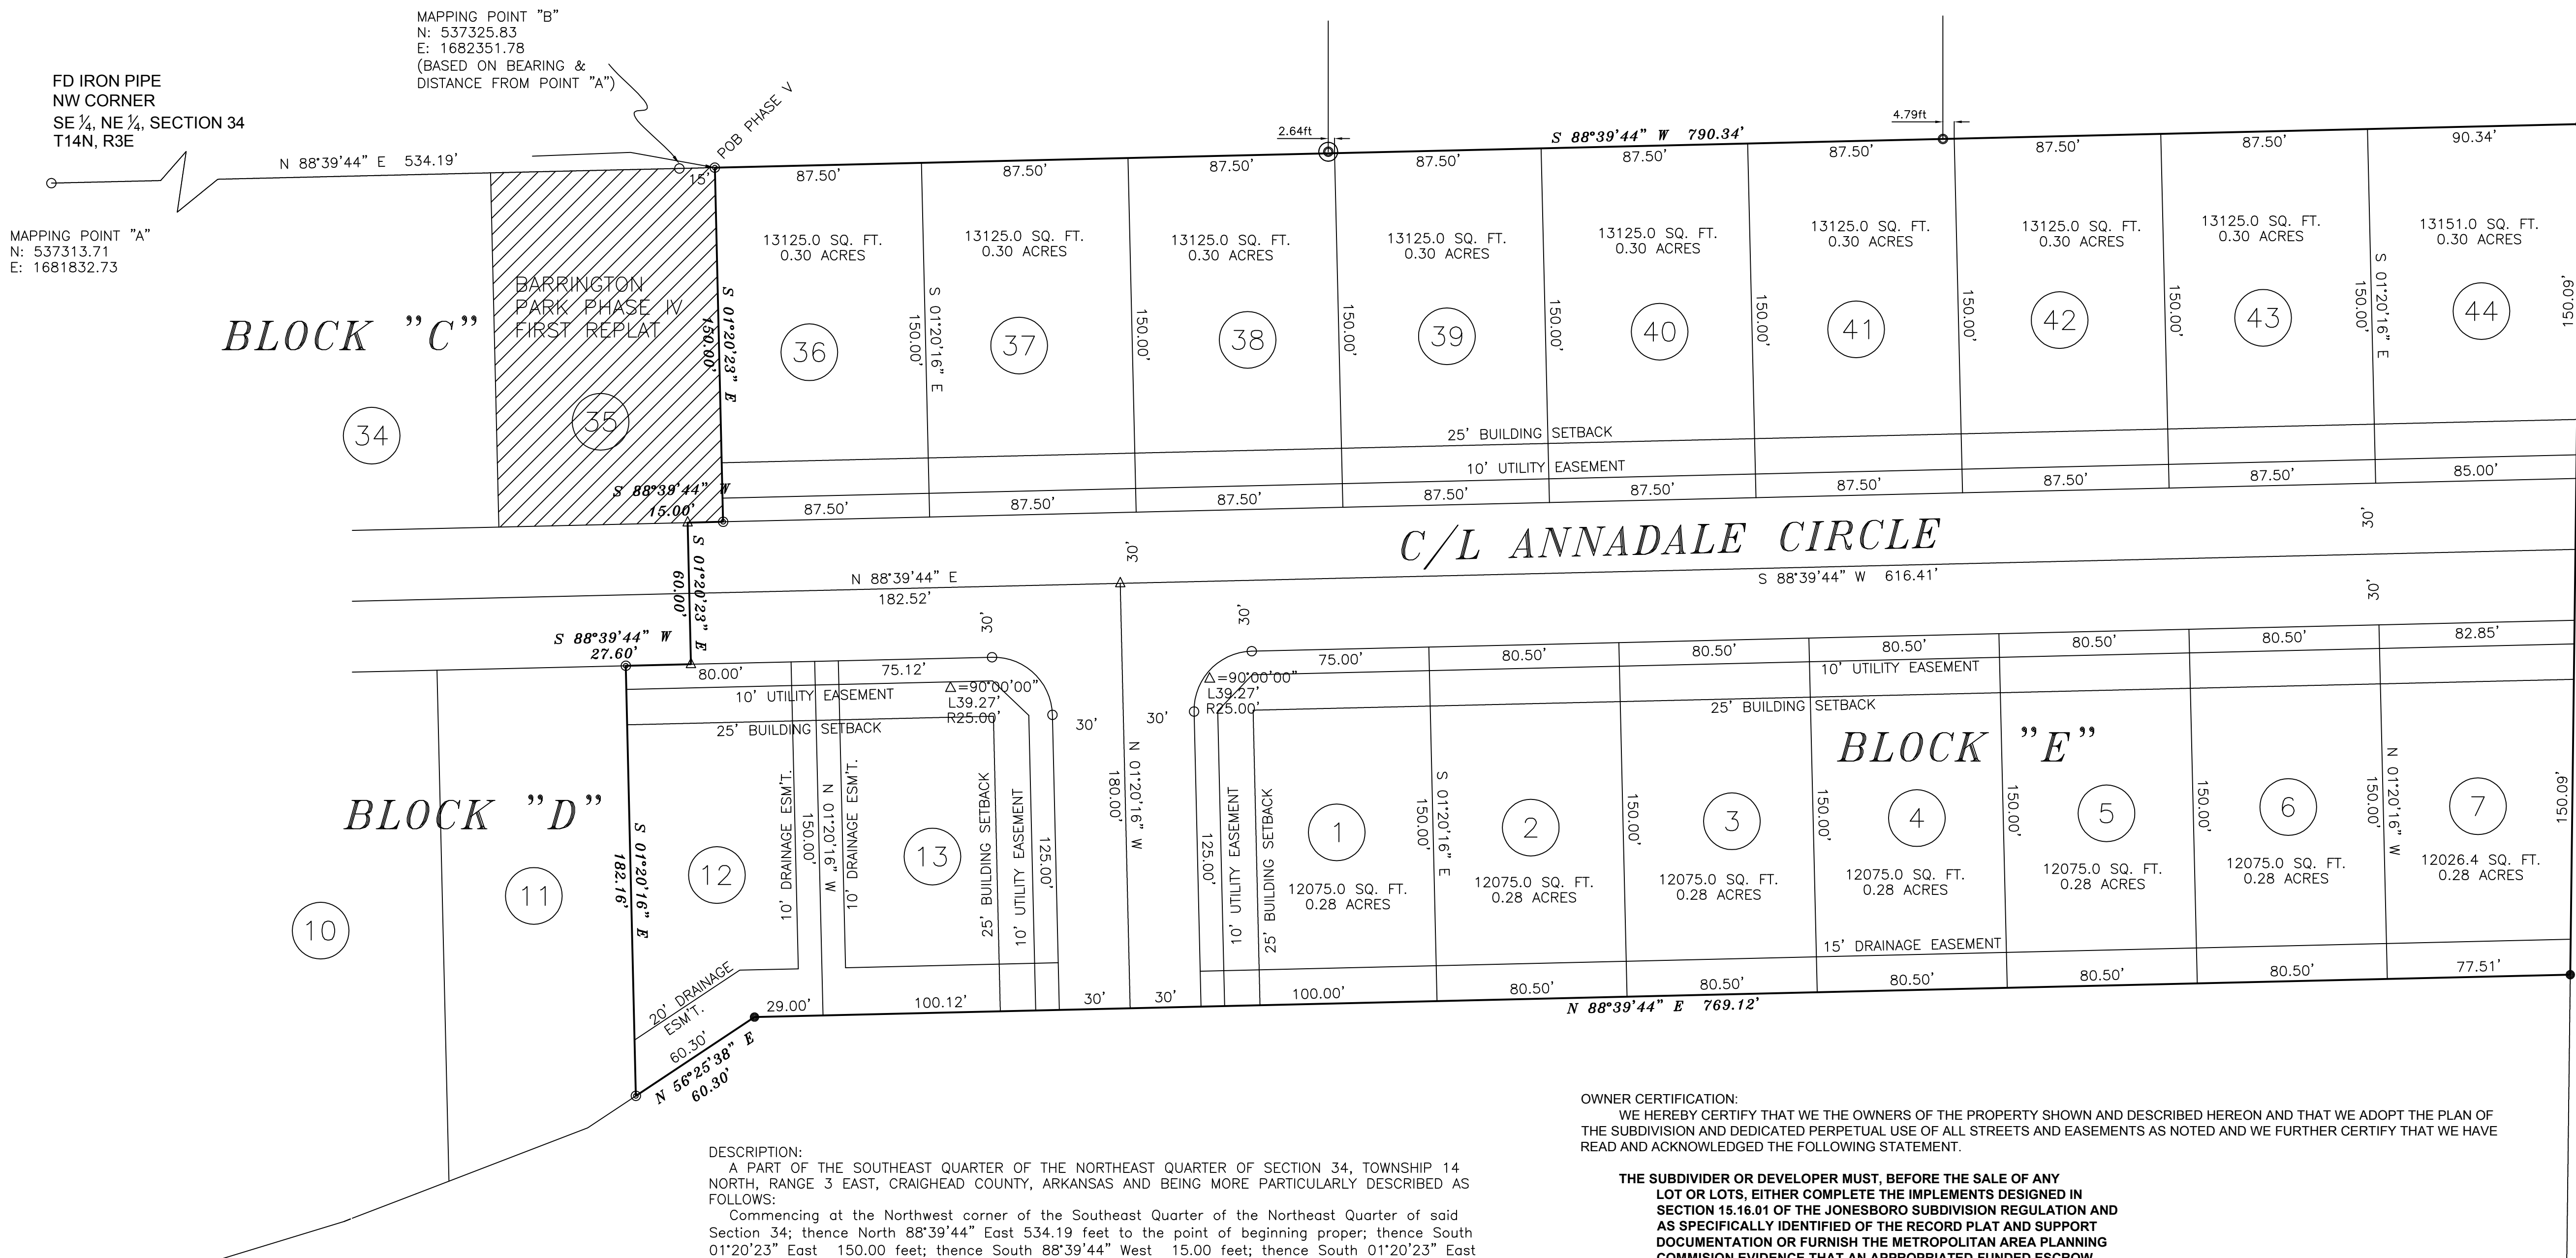 MAPPING POINT "B"
N: 537325.83
E: 1682351.78
(BASED ON BEARING &
DISTANCE FROM POINT "A")
FD IRON PIPE
NW CORNER
SE ¼, NE ¼, SECTION 34
T14N, R3E
POB PHASE V
N 88°39'44" E 534.19'
15'
MAPPING POINT "A"
N: 537313.71
E: 1681832.73
2.64ft
S 88°39'44" W 790.34'
4.79ft
87.50'
87.50'
87.50'
87.50'
87.50'
87.50'
87.50'
87.50'
90.34'
13125.0 SQ. FT.
0.30 ACRES
13125.0 SQ. FT.
0.30 ACRES
13125.0 SQ. FT.
0.30 ACRES
13125.0 SQ. FT.
0.30 ACRES
13125.0 SQ. FT.
0.30 ACRES
13125.0 SQ. FT.
0.30 ACRES
13125.0 SQ. FT.
0.30 ACRES
13125.0 SQ. FT.
0.30 ACRES
13151.0 SQ. FT.
0.30 ACRES
BLOCK "C"
BARRINGTON
PARK PHASE IV
FIRST REPLAT
34
35
S 01°20'23" E
150.00'
36
150.00'
S 01°20'16" E
37
150.00'
38
150.00'
39
150.00'
40
150.00'
41
150.00'
42
150.00'
43
150.00'
S 01°20'16" E
44
150.09'
25' BUILDING SETBACK
10' UTILITY EASEMENT
S 88°39'44" W
15.00'
87.50'
87.50'
87.50'
87.50'
87.50'
87.50'
87.50'
87.50'
85.00'
C/L ANNADALE CIRCLE
30'
30'
S 01°20'23" E
60.00'
N 88°39'44" E
182.52'
S 88°39'44" W 616.41'
30'
30'
30'
S 88°39'44" W
27.60'
80.00'
75.12'
75.00'
80.50'
80.50'
80.50'
80.50'
80.50'
82.85'
10' UTILITY EASEMENT
Δ=90°00'00"
L39.27'
R25.00'
Δ=90°00'00"
L39.27'
R25.00'
10' UTILITY EASEMENT
25' BUILDING SETBACK
25' BUILDING SETBACK
30'
30'
BLOCK "D"
BLOCK "E"
10
11
S 01°20'16" E
182.16'
12
10' DRAINAGE ESM'T.
150.00'
N 01°20'16" W
10' DRAINAGE ESM'T.
13
25' BUILDING SETBACK
10' UTILITY EASEMENT
125.00'
180.00'
N 01°20'16" W
125.00'
10' UTILITY EASEMENT
25' BUILDING SETBACK
1
12075.0 SQ. FT.
0.28 ACRES
150.00'
S 01°20'16" E
2
12075.0 SQ. FT.
0.28 ACRES
150.00'
3
12075.0 SQ. FT.
0.28 ACRES
150.00'
4
12075.0 SQ. FT.
0.28 ACRES
150.00'
5
12075.0 SQ. FT.
0.28 ACRES
150.00'
6
12075.0 SQ. FT.
0.28 ACRES
150.00'
N 01°20'16" W
7
12026.4 SQ. FT.
0.28 ACRES
150.09'
15' DRAINAGE EASEMENT
20' DRAINAGE
ESM'T.
60.30'
N 56°25'38" E
60.30'
29.00'
100.12'
30'
30'
100.00'
80.50'
80.50'
80.50'
80.50'
80.50'
77.51'
N 88°39'44" E 769.12'
DESCRIPTION:
A PART OF THE SOUTHEAST QUARTER OF THE NORTHEAST QUARTER OF SECTION 34, TOWNSHIP 14
NORTH, RANGE 3 EAST, CRAIGHEAD COUNTY, ARKANSAS AND BEING MORE PARTICULARLY DESCRIBED AS
FOLLOWS:
Commencing at the Northwest corner of the Southeast Quarter of the Northeast Quarter of said
Section 34; thence North 88°39'44" East 534.19 feet to the point of beginning proper; thence South
01°20'23" East 150.00 feet; thence South 88°39'44" West 15.00 feet; thence South 01°20'23" East
OWNER CERTIFICATION:
WE HEREBY CERTIFY THAT WE THE OWNERS OF THE PROPERTY SHOWN AND DESCRIBED HEREON AND THAT WE ADOPT THE PLAN OF
THE SUBDIVISION AND DEDICATED PERPETUAL USE OF ALL STREETS AND EASEMENTS AS NOTED AND WE FURTHER CERTIFY THAT WE HAVE
READ AND ACKNOWLEDGED THE FOLLOWING STATEMENT.
THE SUBDIVIDER OR DEVELOPER MUST, BEFORE THE SALE OF ANY
LOT OR LOTS, EITHER COMPLETE THE IMPLEMENTS DESIGNED IN
SECTION 15.16.01 OF THE JONESBORO SUBDIVISION REGULATION AND
AS SPECIFICALLY IDENTIFIED OF THE RECORD PLAT AND SUPPORT
DOCUMENTATION OR FURNISH THE METROPOLITAN AREA PLANNING
COMMISION EVIDENCE THAT AN APPROPRIATED FUNDED ESCROW